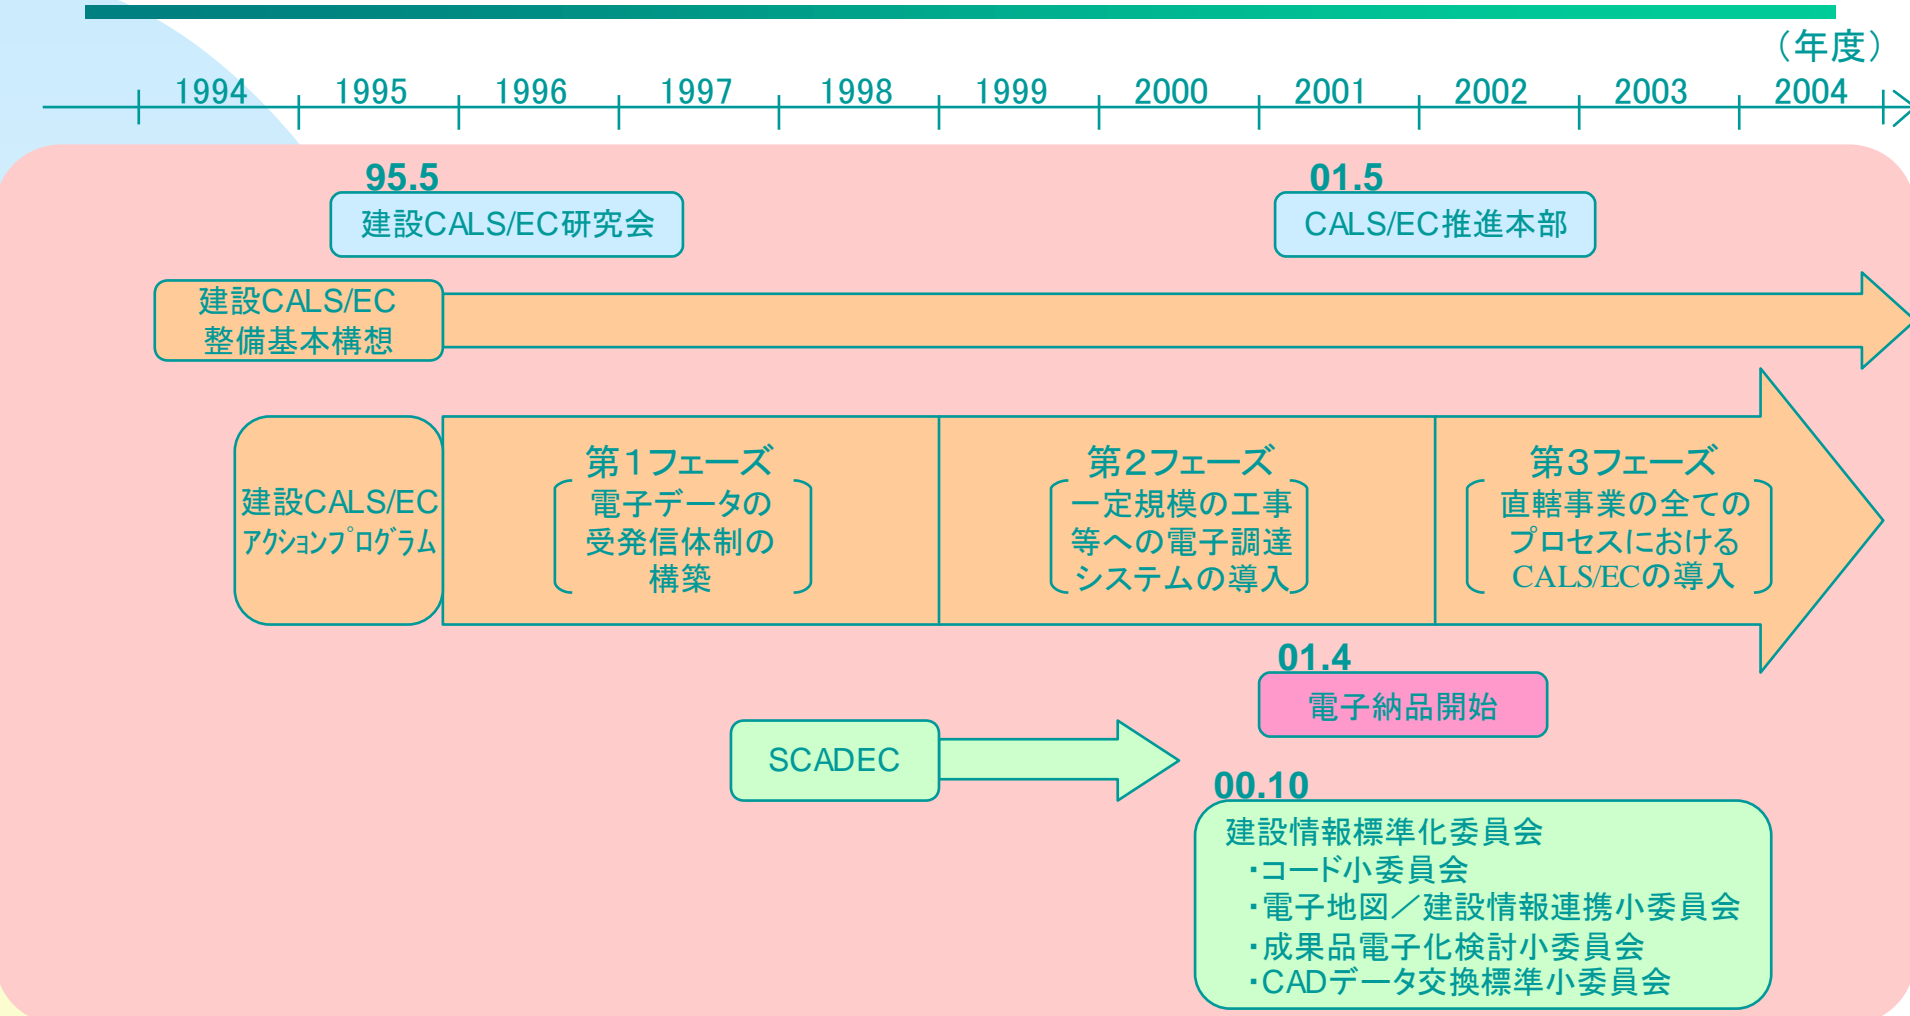 （年度）
1994 1995 1996 1997 1998 1999 2000 2001 2002 2003 2004
95.5
建設CALS/EC研究会
01.5
CALS/EC推進本部
建設CALS/EC
整備基本構想
建設CALS/EC
ｱｸｼｮﾝﾌﾟﾛｸﾞﾗﾑ
第１フェーズ
電子データの
受発信体制の
構築
第２フェーズ
一定規模の工事
等への電子調達
システムの導入
第３フェーズ
直轄事業の全ての
プロセスにおける
CALS/ECの導入
01.4
電子納品開始
SCADEC
00.10
建設情報標準化委員会
・コード小委員会
・電子地図／建設情報連携小委員会
・成果品電子化検討小委員会
・CADデータ交換標準小委員会